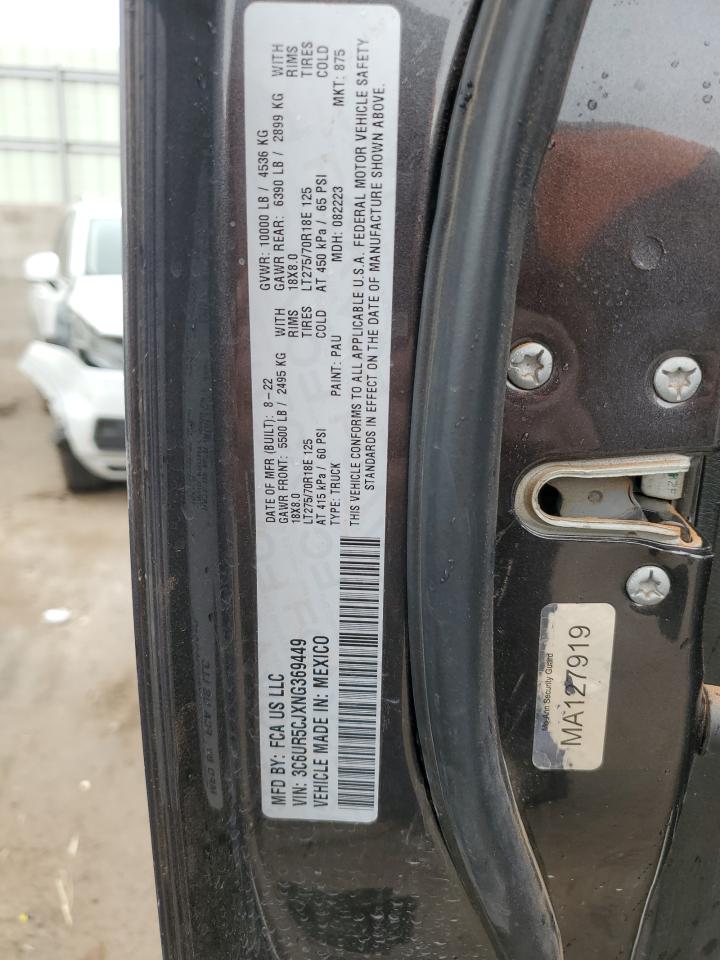 MFD BY: FCA US LLC
VIN: 3C6UR5CJXNG369449
VEHICLE MADE IN: MEXICO
DATE OF MFR (BUILT): 8-22 GVWR: 10000 LB / 4536 KG
GAWR FRONT: 5500 LB / 2495 KG WITH GAWR REAR: 6390 LB / 2899 KG WITH
18X8.0 RIMS 18X8.0 RIMS
LT275/70R18E 125 TIRES LT275/70R18E 125 TIRES
AT 415 kPa / 60 PSI COLD AT 450 kPa / 65 PSI COLD
TYPE: TRUCK PAINT: PAU MDH: 082223 MKT: 875
THIS VEHICLE CONFORMS TO ALL APPLICABLE U.S.A. FEDERAL MOTOR VEHICLE SAFETY
STANDARDS IN EFFECT ON THE DATE OF MANUFACTURE SHOWN ABOVE.
Security Guard
MA127919